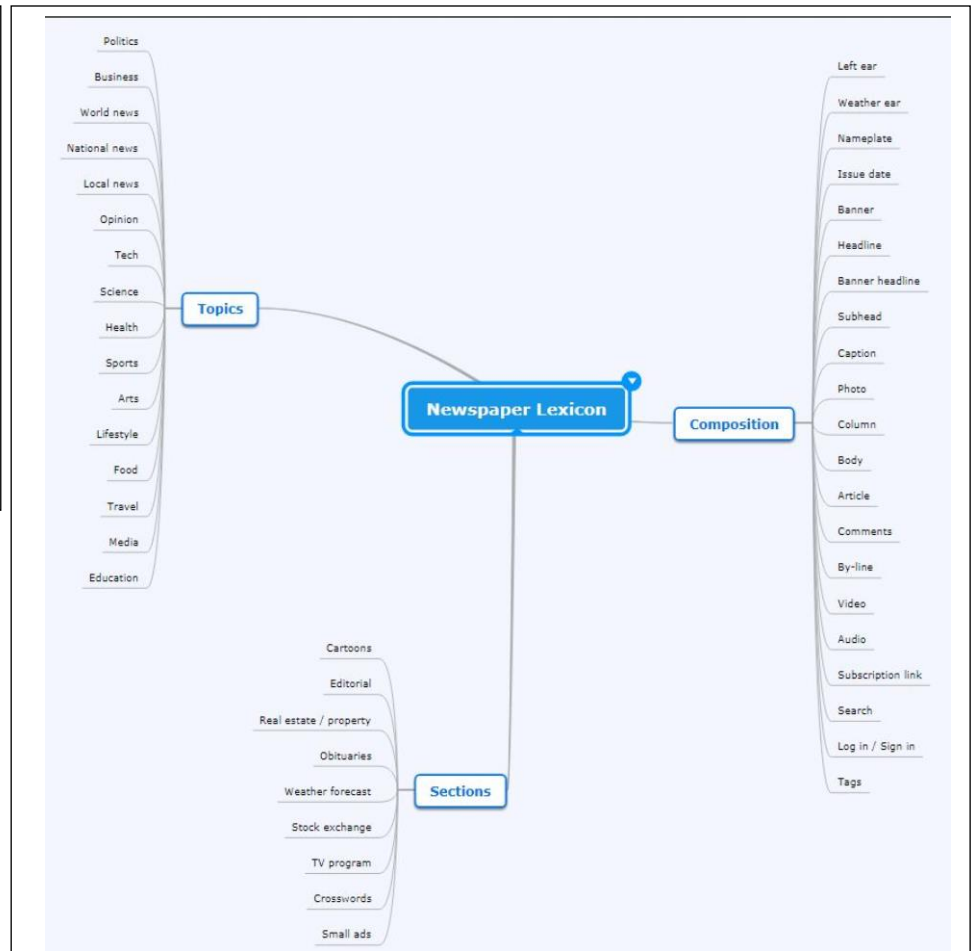 Newspaper Lexicon
Topics
Politics
Business
World news
National news
Local news
Opinion
Tech
Science
Health
Sports
Arts
Lifestyle
Food
Travel
Media
Education
Sections
Cartoons
Editorial
Real estate / property
Obituaries
Weather forecast
Stock exchange
TV program
Crosswords
Small ads
Composition
Left ear
Weather ear
Nameplate
Issue date
Banner
Headline
Banner headline
Subhead
Caption
Photo
Column
Body
Article
Comments
By-line
Video
Audio
Subscription link
Search
Log in / Sign in
Tags